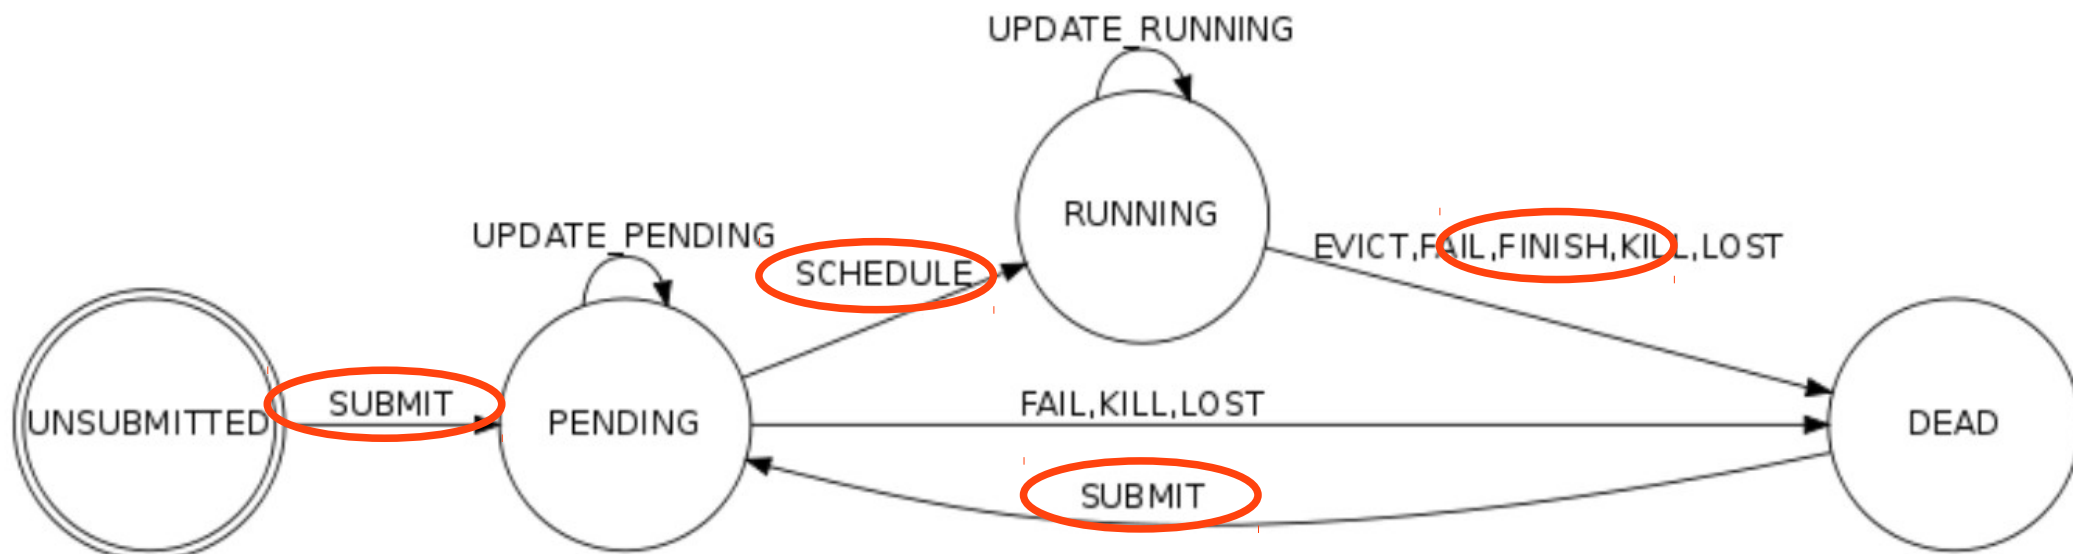 UPDATE_RUNNING
RUNNING
UPDATE_PENDING
SCHEDULE
EVICT,FAIL,FINISH,KILL,LOST
UNSUBMITTED
SUBMIT
PENDING
FAIL,KILL,LOST
DEAD
SUBMIT